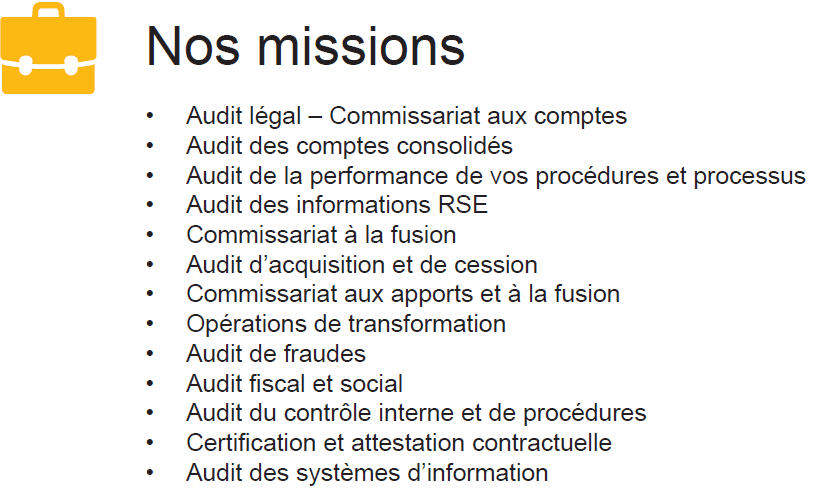 Nos missions
• Audit légal – Commissariat aux comptes
• Audit des comptes consolidés
• Audit de la performance de vos procédures et processus
• Audit des informations RSE
• Commissariat à la fusion
• Audit d’acquisition et de cession
• Commissariat aux apports et à la fusion
• Opérations de transformation
• Audit de fraudes
• Audit fiscal et social
• Audit du contrôle interne et de procédures
• Certification et attestation contractuelle
• Audit des systèmes d’information